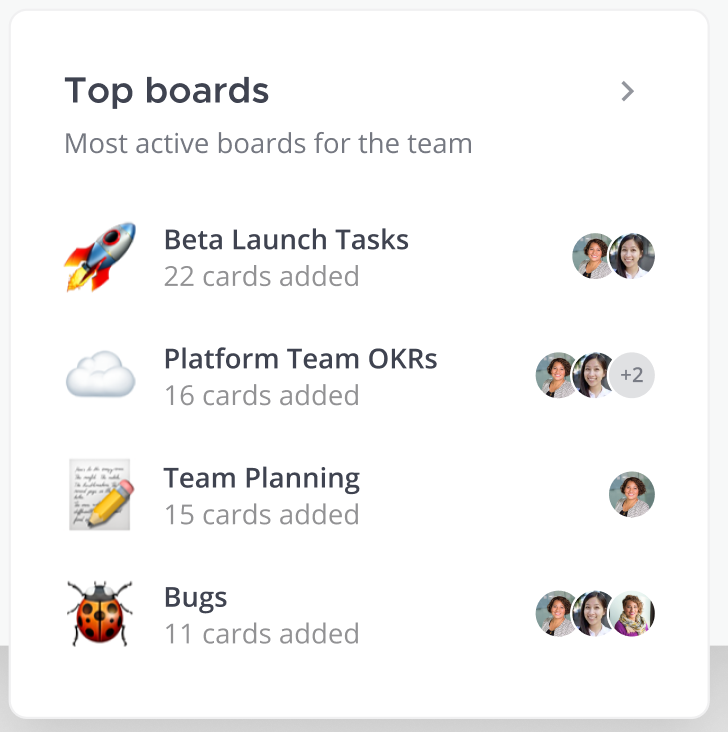 Top boards
Most active boards for the team
Beta Launch Tasks
22 cards added
Platform Team OKRs
16 cards added
+2
Team Planning
15 cards added
Bugs
11 cards added